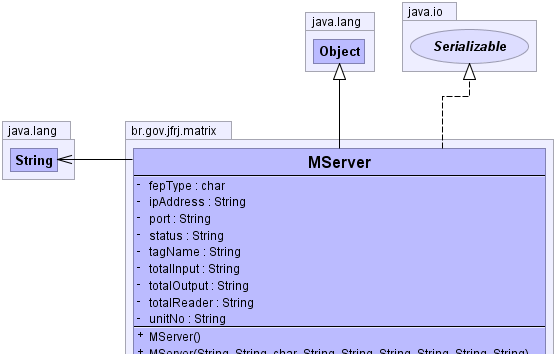 java.lang
Object
java.io
Serializable
java.lang
String
br.gov.jfrj.matrix
MServer
- fepType : char
- ipAddress : String
- port : String
- status : String
- tagName : String
- totalInput : String
- totalOutput : String
- totalReader : String
- unitNo : String
+ MServer()
+ MServer(String, String, char, String, String, String, String, String, String)